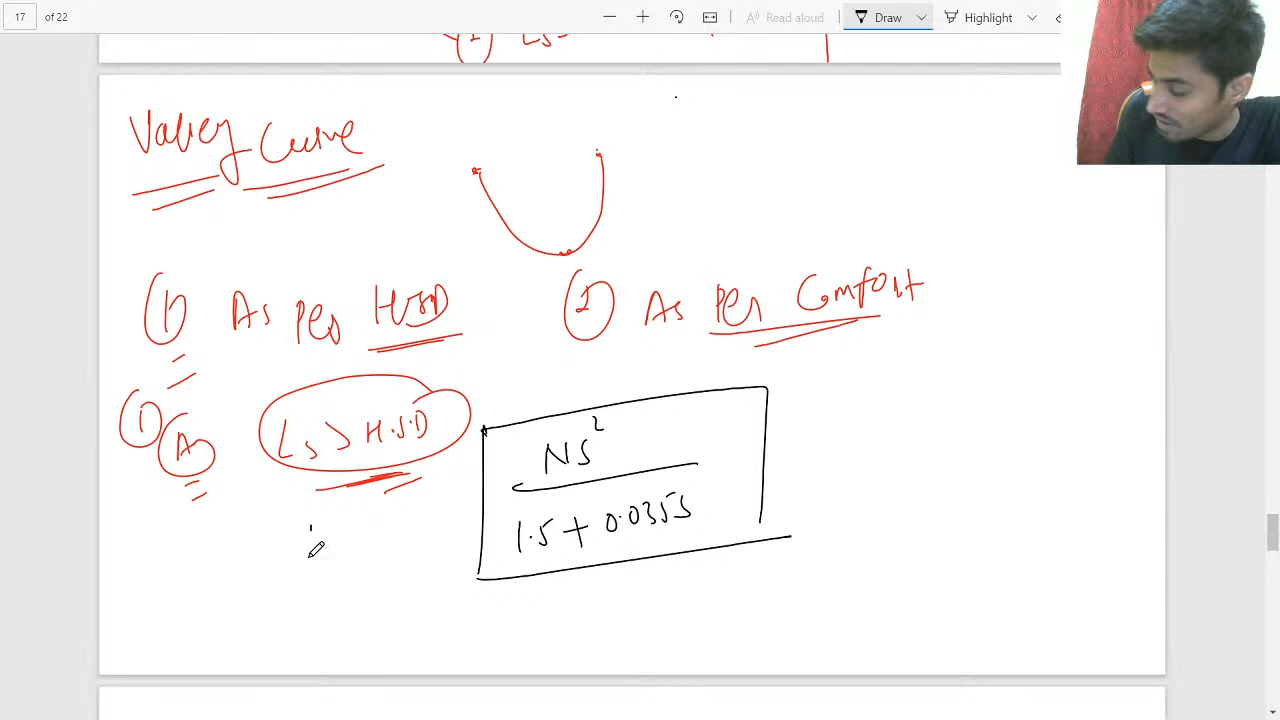 17 of 22
Read aloud
Draw
Highlight
Valley Curve
① As Per HSD
② As Per Comfort
① Ⓐ Ls > H.S.D
NS²
1.5 + 0.035S